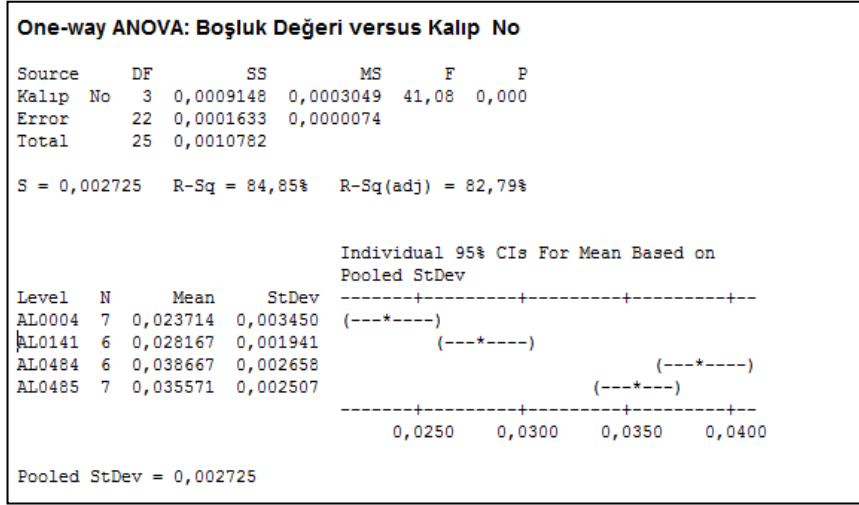 One-way ANOVA: Boşluk Değeri versus Kalıp No
Source DF SS MS F P
Kalıp No 3 0,0009148 0,0003049 41,08 0,000
Error 22 0,0001633 0,0000074
Total 25 0,0010782
S = 0,002725 R-Sq = 84,85% R-Sq(adj) = 82,79%
Individual 95% CIs For Mean Based on
Pooled StDev
Level N Mean StDev -------+---------+---------+---------+--
AL0004 7 0,023714 0,003450 (---*----)
AL0141 6 0,028167 0,001941 (---*----)
AL0484 6 0,038667 0,002658 (---*----)
AL0485 7 0,035571 0,002507 (---*---)
-------+---------+---------+---------+--
0,0250 0,0300 0,0350 0,0400
Pooled StDev = 0,002725